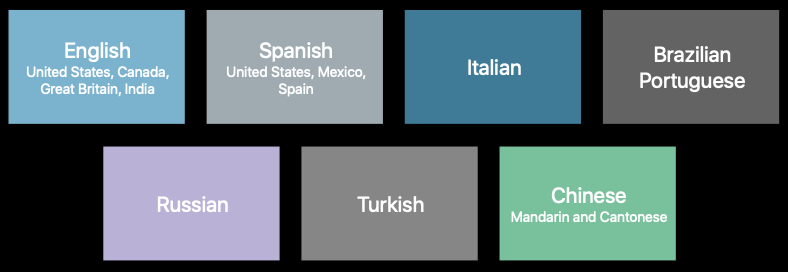 English
United States, Canada,
Great Britain, India
Spanish
United States, Mexico,
Spain
Italian
Brazilian
Portuguese
Russian
Turkish
Chinese
Mandarin and Cantonese